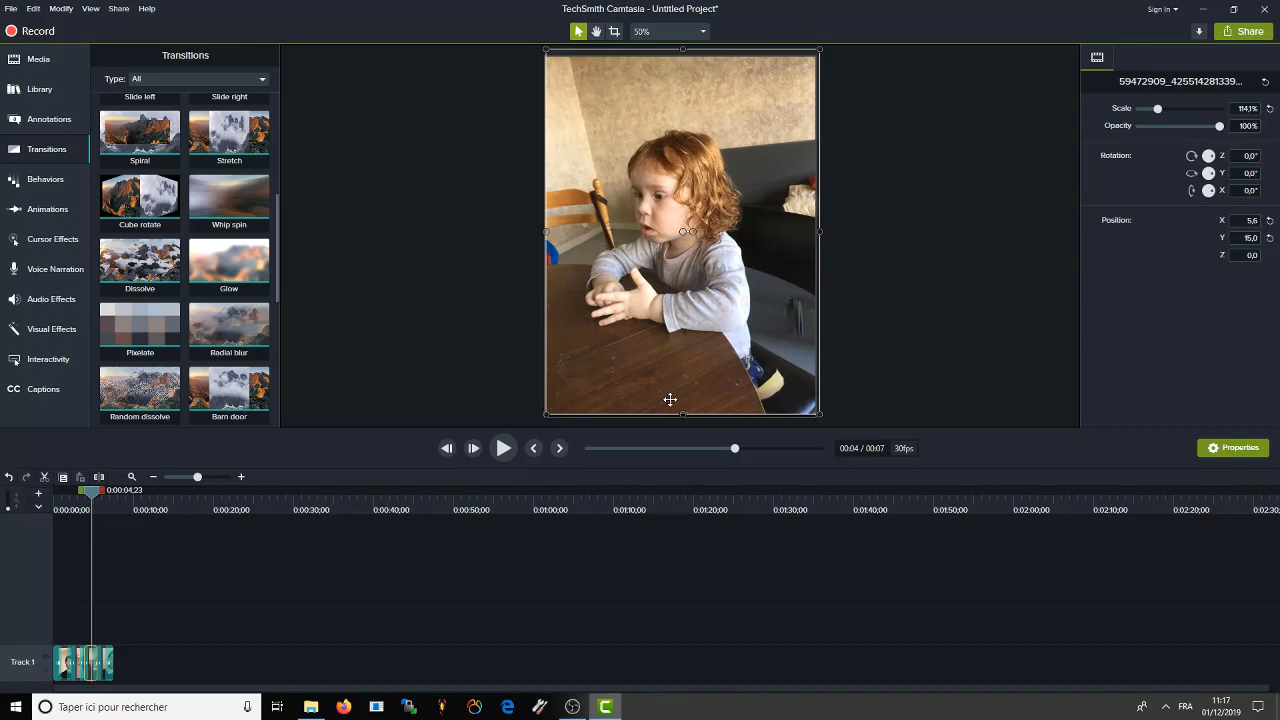 TechSmith Camtasia - Untitled Project*
File Edit Modify View Share Help
Sign in
Record
50%
Share
Media
Library
Annotations
Transitions
Behaviors
Animations
Cursor Effects
Voice Narration
Audio Effects
Visual Effects
Interactivity
CC Captions
Transitions
Type: All
Slide left Slide right
Spiral Stretch
Cube rotate Whip spin
Dissolve Glow
Pixelate Radial blur
Random dissolve Barn door
59472909_425514281339...
Scale 114,1%
Opacity 100%
Rotation: Z 0,0°
Y 0,0°
X 0,0°
Position: X 5,6
Y 15,0
Z 0,0
00:04 / 00:07 30fps
Properties
0:00:04;23
0:00:00;00 0:00:10;00 0:00:20;00 0:00:30;00 0:00:40;00 0:00:50;00 0:01:00;00 0:01:10;00 0:01:20;00 0:01:30;00 0:01:40;00 0:01:50;00 0:02:00;00 0:02:10;00 0:02:20;00 0:02:30;
Track 1
Taper ici pour rechercher
FRA
11:17
01/12/2019